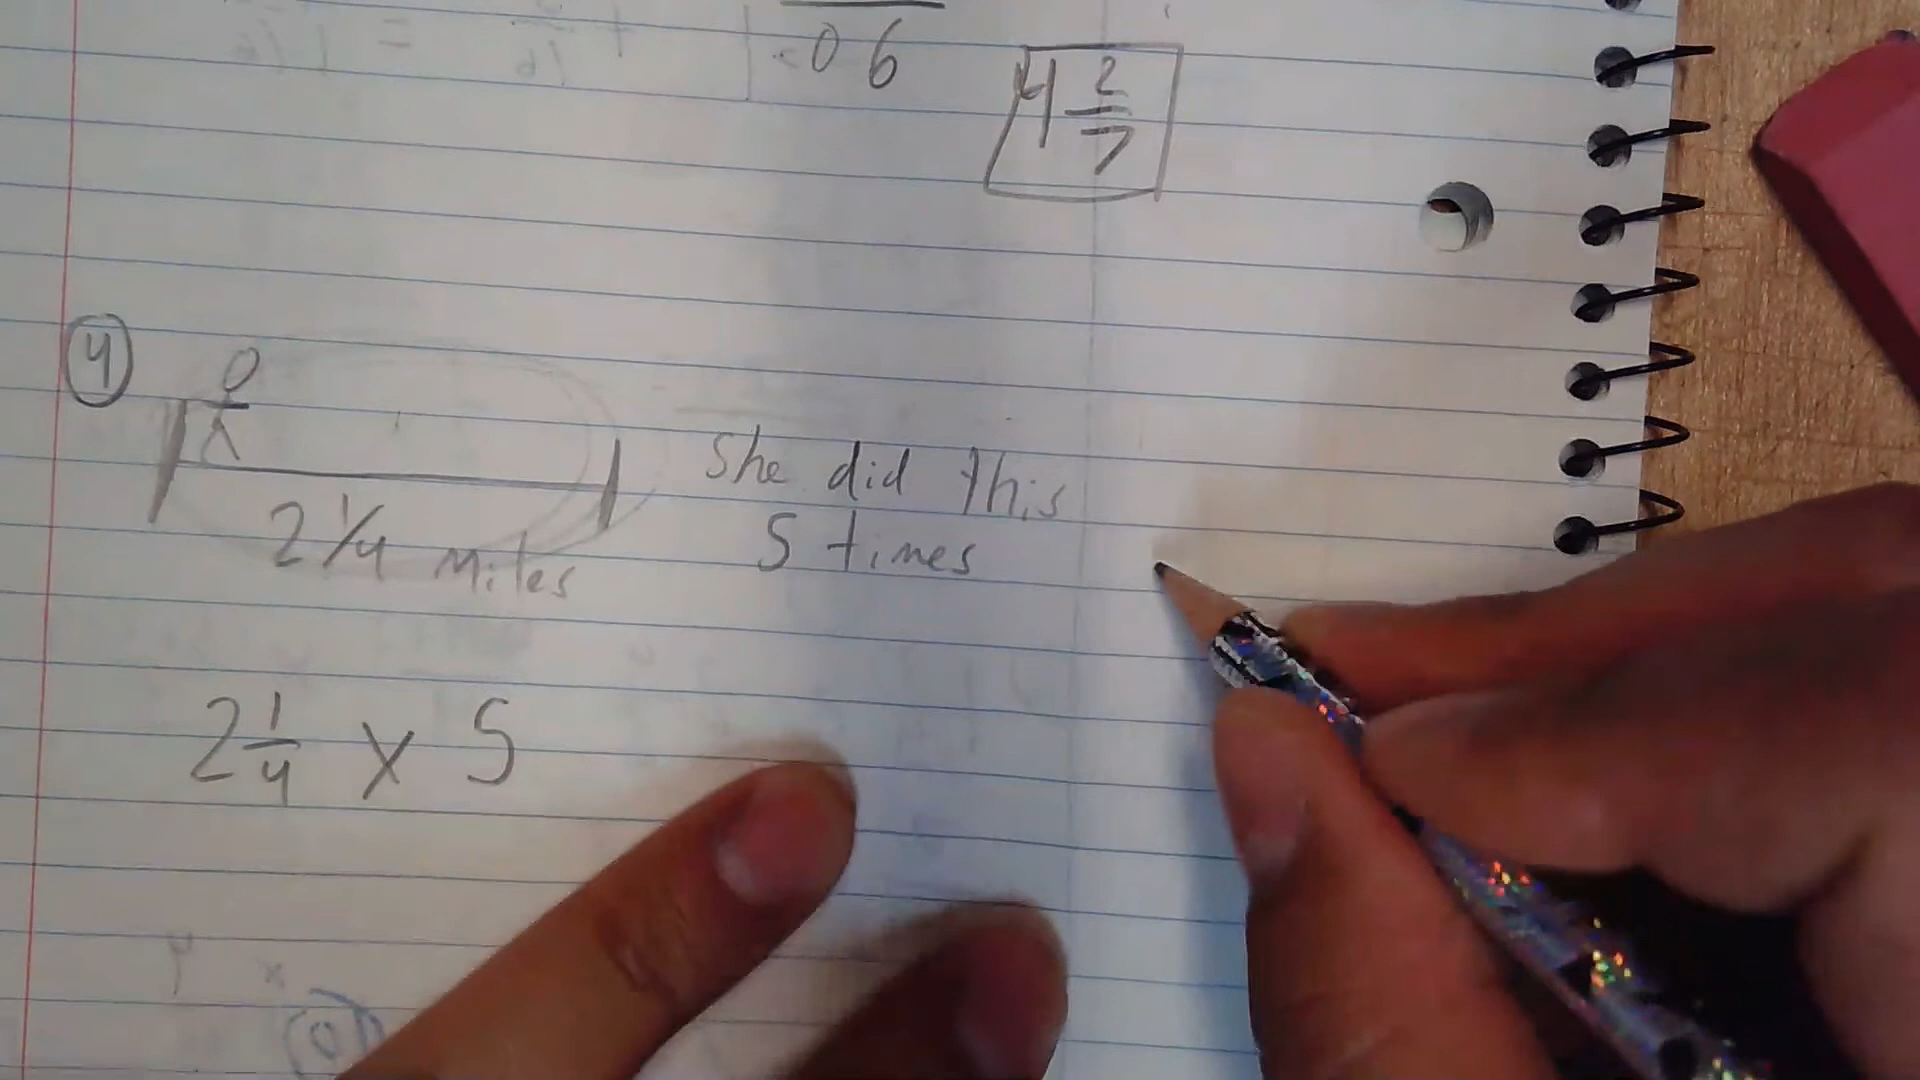 06
4 2/7
4
She did this
5 times
2 1/4 miles
2 1/4 x 5